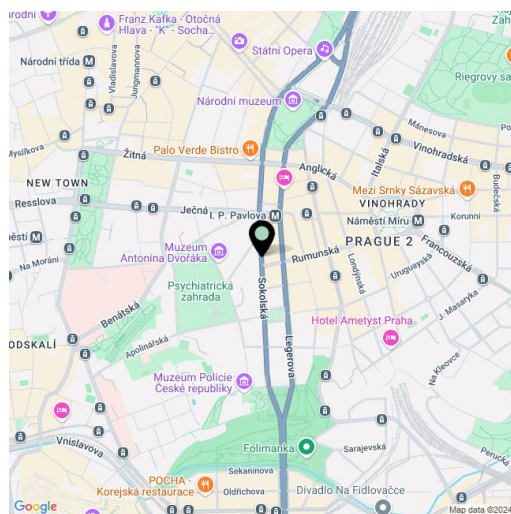 Národní
Franz Kafka - Otočná
Hlava - "K" - Socha...
Státní Opera
Riegrovy sa
Národní třída
M
Vladislavova
Jungmannova
Národní muzeum
Mánesova
Vinohradská
Italská
Myslíkova
Palo Verde Bistro
Žitná
Anglická
Mezi Srnky Sázavská
Budečská
NEW TOWN
Resslova
Ječná
I. P. Pavlova
M
VINOHRADY
Náměstí Míru
M
Korunní
městí
M
Na Moráni
Muzeum
Antonína Dvořáka
Rumunská
PRAGUE 2
Francouzská
Londýnská
Uruguayská
Psychiatrická
zahrada
Sokolská
J. Masaryka
Benátská
Legerova
Hotel Ametyst Praha
ODSKALÍ
Apolinářská
Na Kleovce
Muzeum Policie
České republiky
Vnislavova
Folimanka
Sarajevská
Perucká
Sekaninova
POCHA -
Korejská restaurace
Oldřichova
Divadlo Na Fidlovačce
Google
Map data ©2024